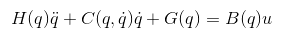 H(q)q̈ + C(q, q̇)q̇ + G(q) = B(q)u